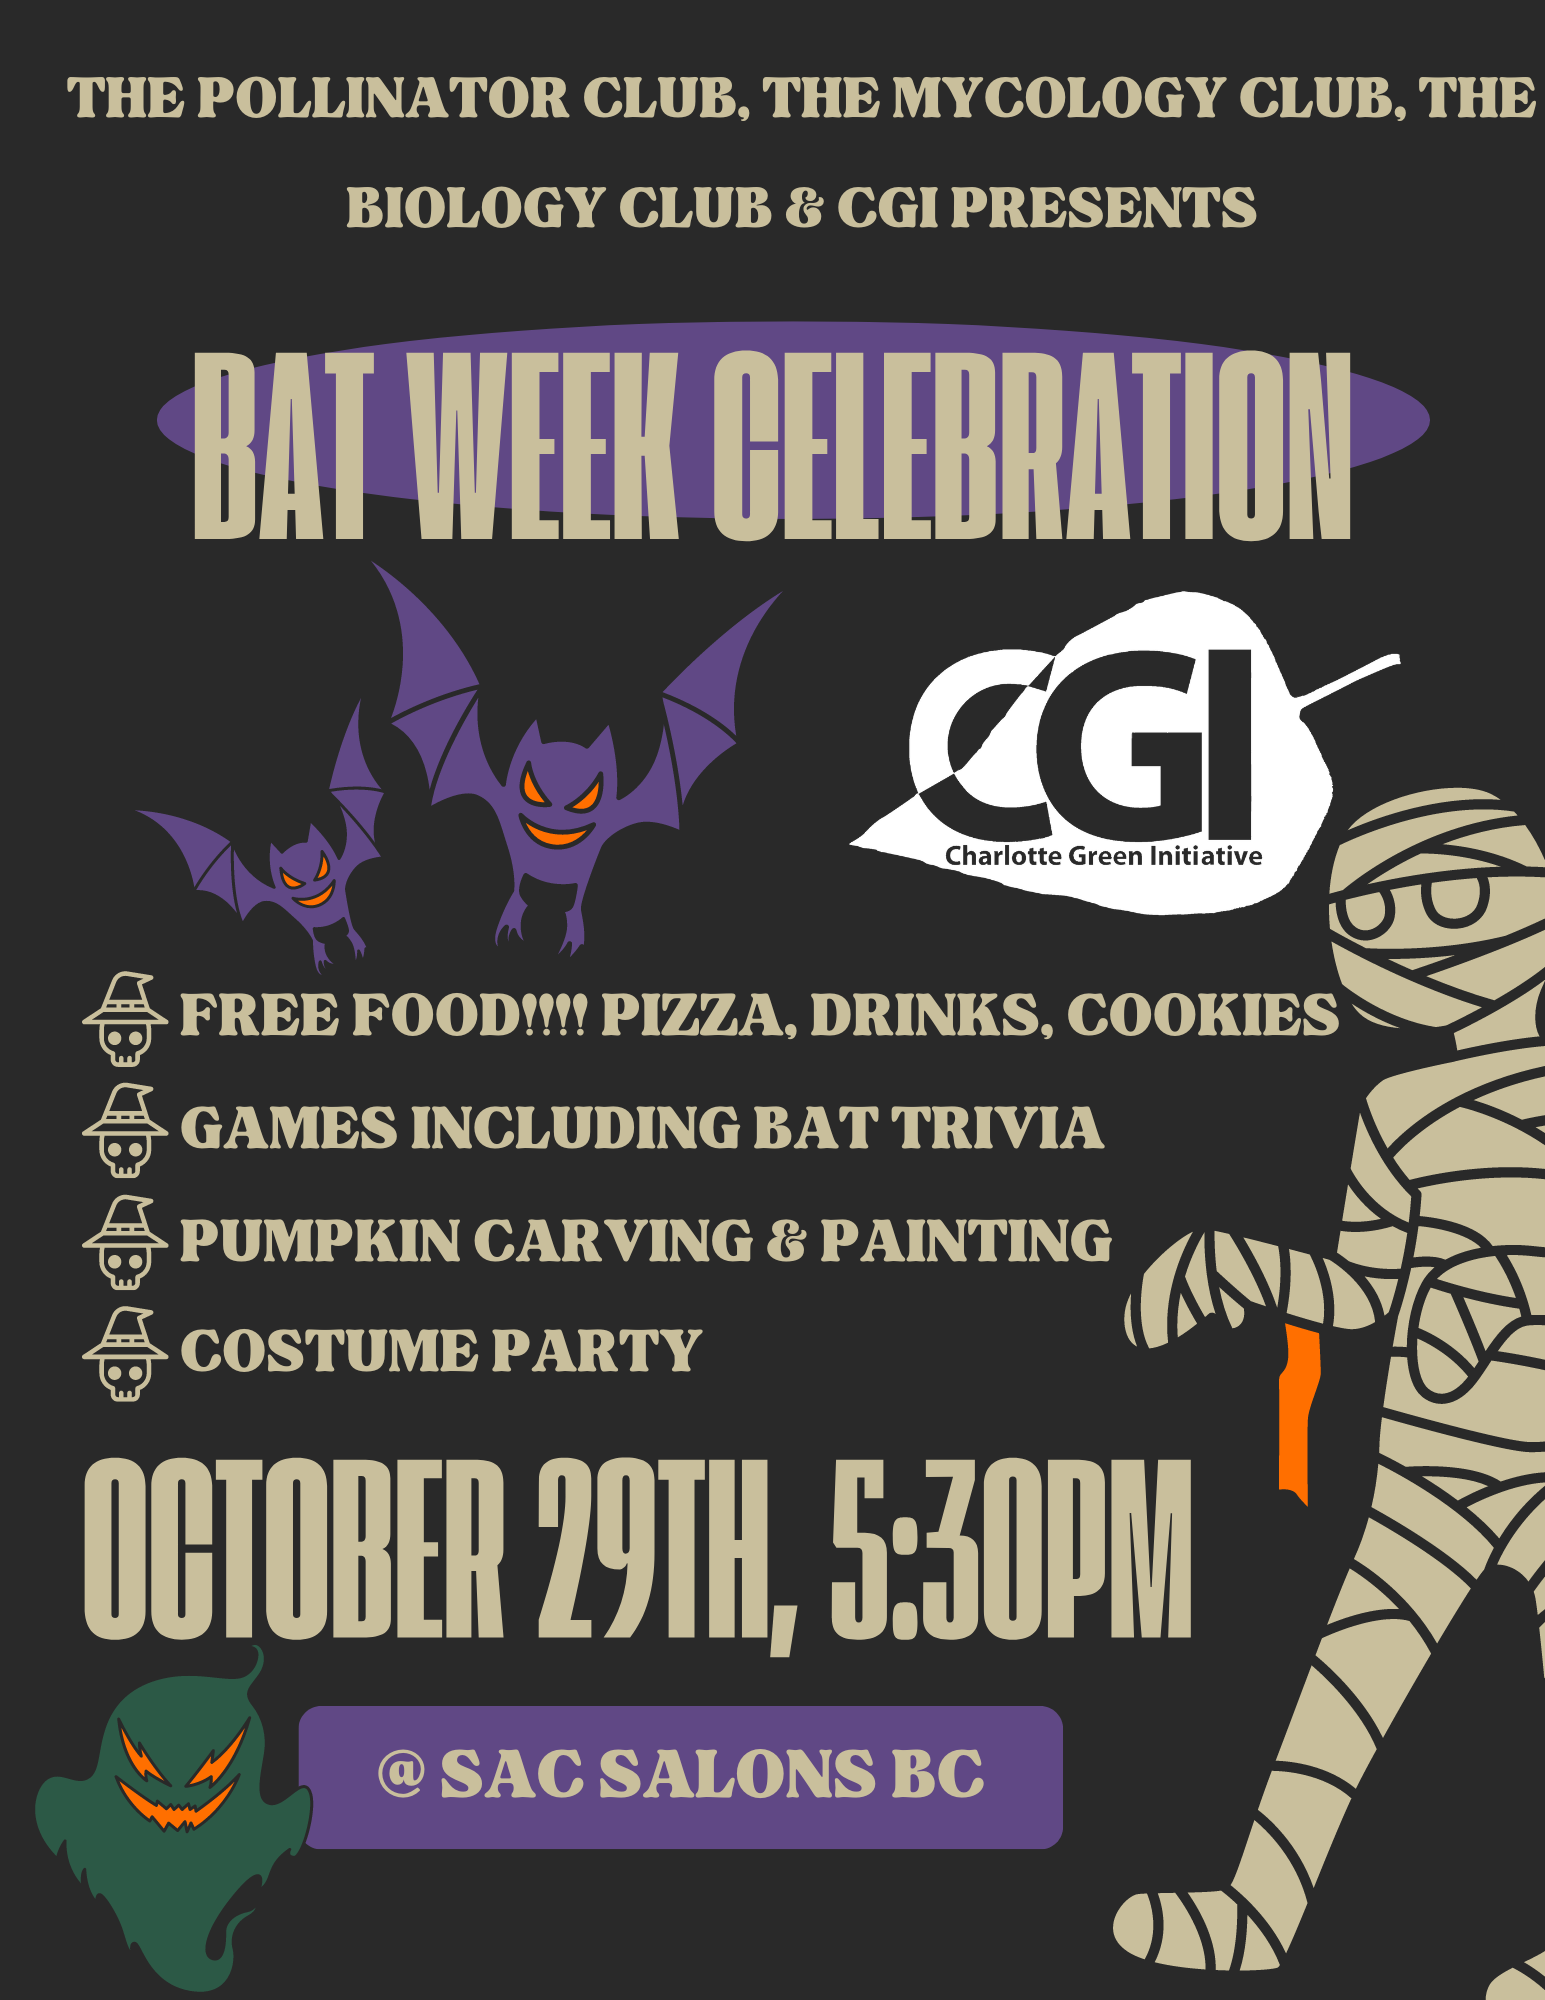 THE POLLINATOR CLUB, THE MYCOLOGY CLUB, THE
BIOLOGY CLUB & CGI PRESENTS
BAT WEEK CELEBRATION
CGI
Charlotte Green Initiative
FREE FOOD!!!! PIZZA, DRINKS, COOKIES
GAMES INCLUDING BAT TRIVIA
PUMPKIN CARVING & PAINTING
COSTUME PARTY
OCTOBER 29TH, 5:30PM
@ SAC SALONS BC